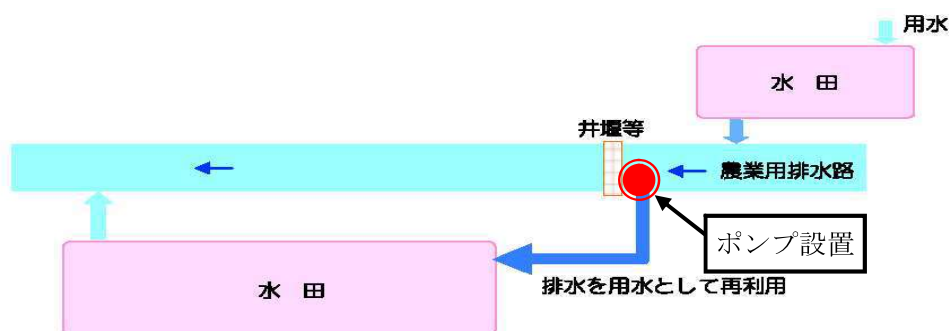 用水
水 田
井堰等
農業用排水路
ポンプ設置
排水を用水として再利用
水 田